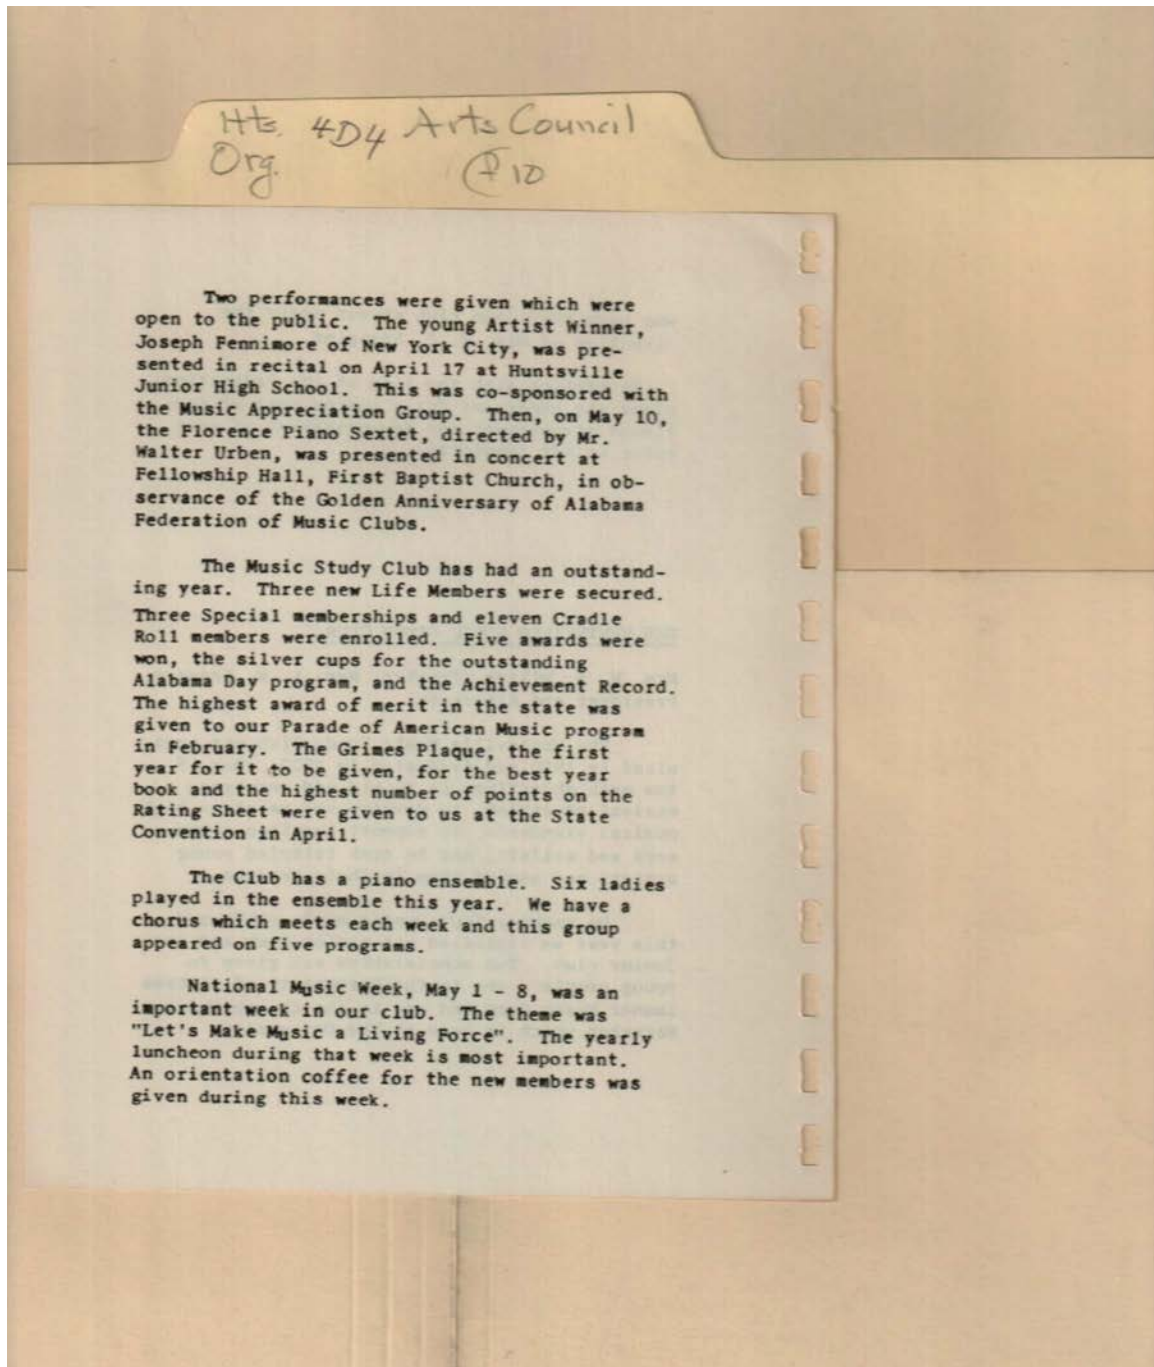 Hts. 4D4 Arts Council
Org. 10
Two performances were given which were
open to the public. The young Artist Winner,
Joseph Fennimore of New York City, was pre-
sented in recital on April 17 at Huntsville
Junior High School. This was co-sponsored with
the Music Appreciation Group. Then, on May 10,
the Florence Piano Sextet, directed by Mr.
Walter Urben, was presented in concert at
Fellowship Hall, First Baptist Church, in ob-
servance of the Golden Anniversary of Alabama
Federation of Music Clubs.
The Music Study Club has had an outstand-
ing year. Three new Life Members were secured.
Three Special memberships and eleven Cradle
Roll members were enrolled. Five awards were
won, the silver cups for the outstanding
Alabama Day program, and the Achievement Record.
The highest award of merit in the state was
given to our Parade of American Music program
in February. The Grimes Plaque, the first
year for it to be given, for the best year
book and the highest number of points on the
Rating Sheet were given to us at the State
Convention in April.
The Club has a piano ensemble. Six ladies
played in the ensemble this year. We have a
chorus which meets each week and this group
appeared on five programs.
National Music Week, May 1 - 8, was an
important week in our club. The theme was
"Let's Make Music a Living Force". The yearly
luncheon during that week is most important.
An orientation coffee for the new members was
given during this week.